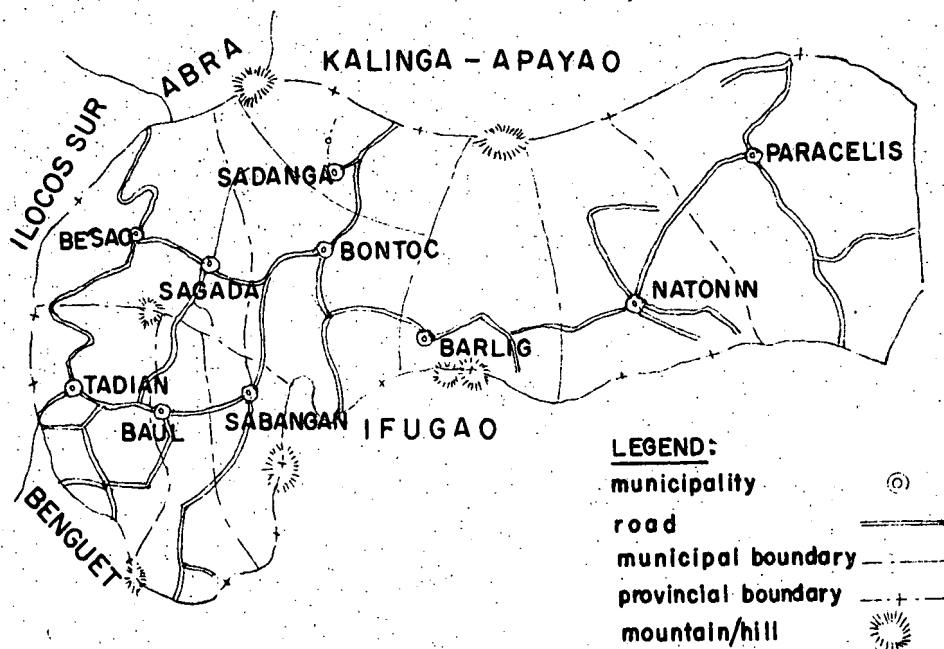 KALINGA - APAYAO
ABRA
ILOCOS SUR
PARACELIS
SADANGA
BESAO
BONTOC
SAGADA
NATONIN
BARLIG
TADIAN
BAUL
SABANGAN
IFUGAO
BENGUET
LEGEND:
municipality
road
municipal boundary
provincial boundary
mountain/hill